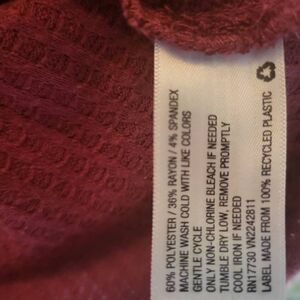 60% POLYESTER / 36% RAYON / 4% SPANDEX
MACHINE WASH COLD WITH LIKE COLORS
GENTLE CYCLE
ONLY NON-CHLORINE BLEACH IF NEEDED
TUMBLE DRY LOW, REMOVE PROMPTLY
COOL IRON IF NEEDED
RN17730 VN2242811
LABEL MADE FROM 100% RECYCLED PLASTIC